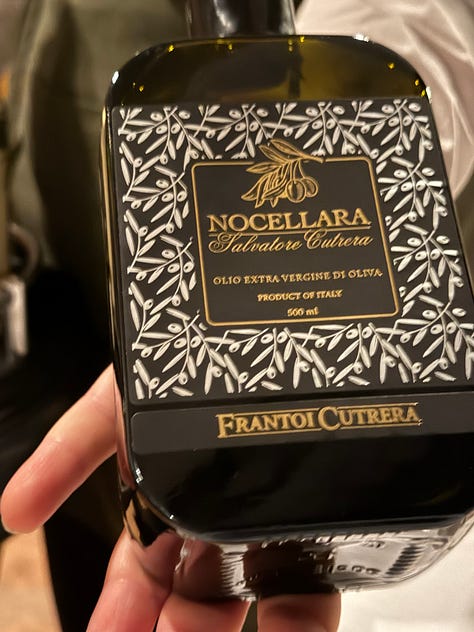 NOCELLARA
Salvatore Cutrera
OLIO EXTRA VERGINE DI OLIVA
PRODUCT OF ITALY
500 ml
FRANTOI CUTRERA